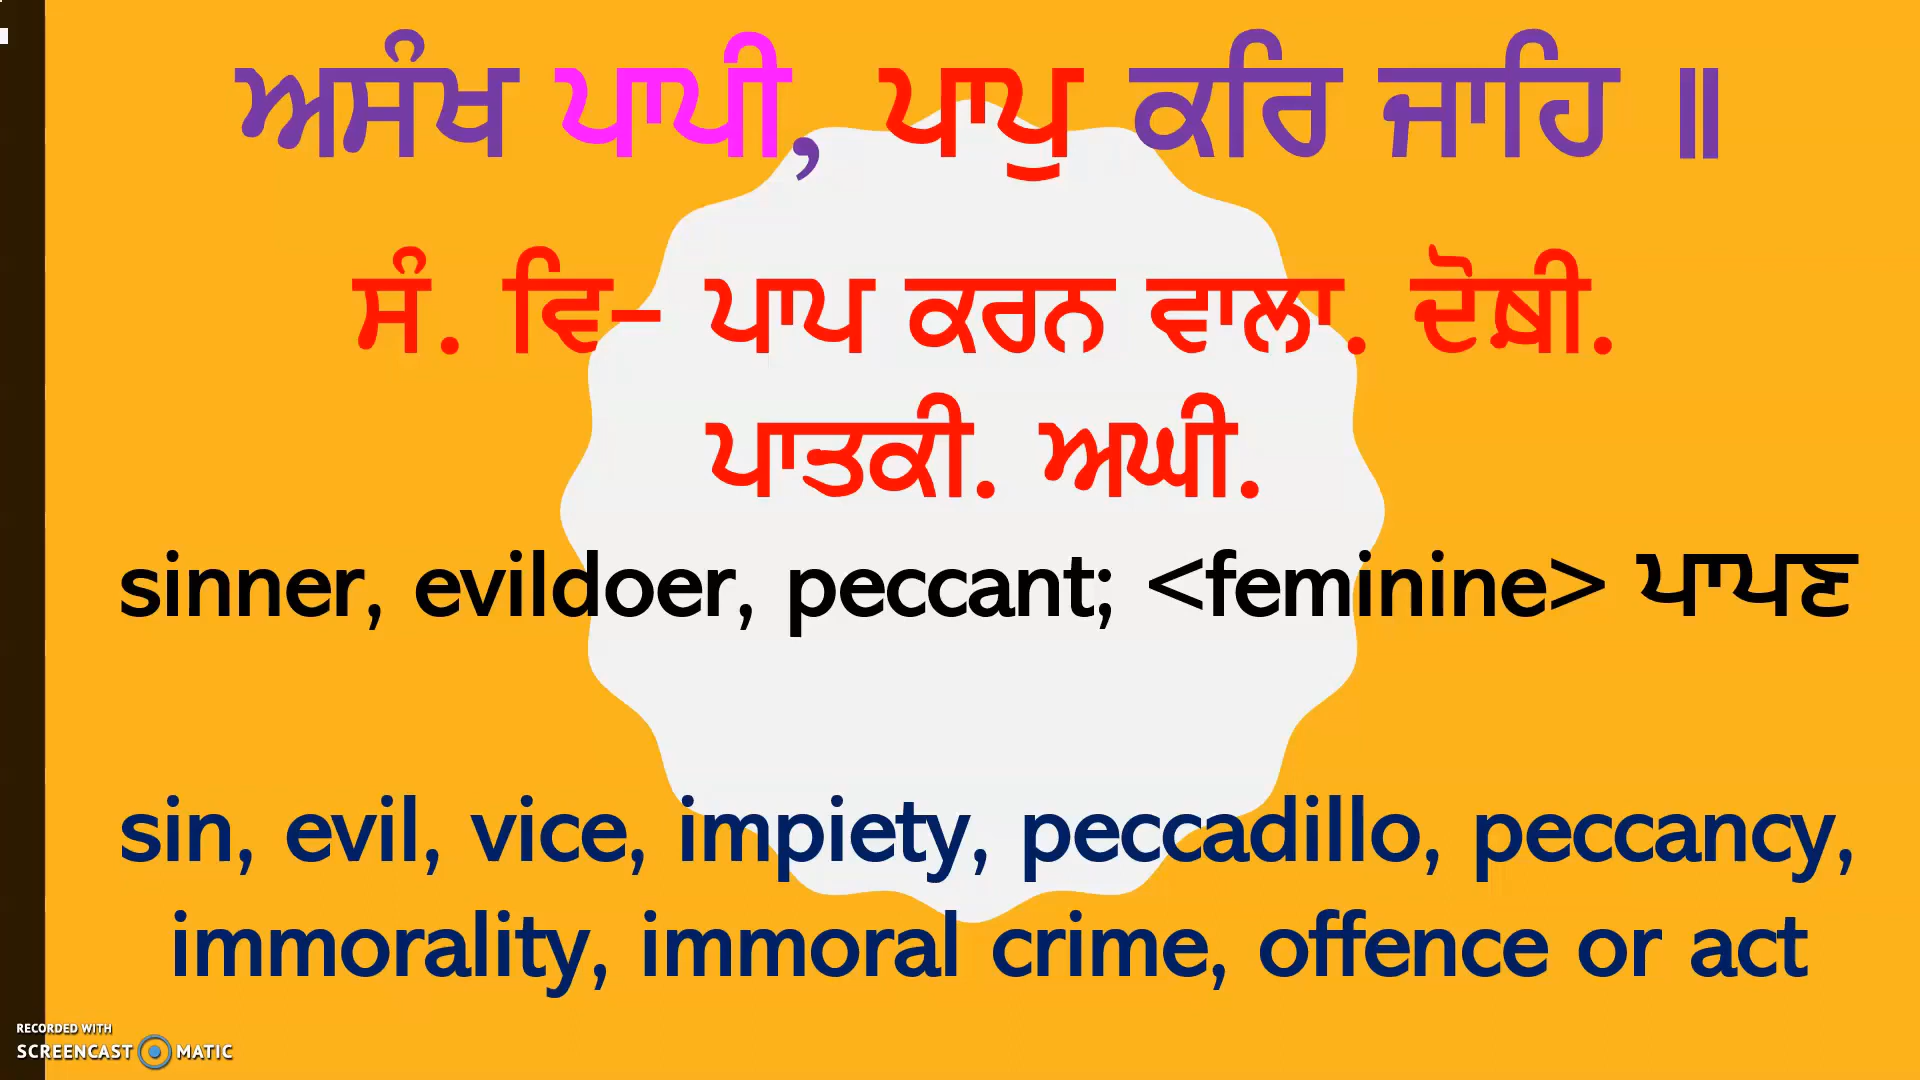 ਅਸੰਖ ਪਾਪੀ, ਪਾਪੁ ਕਰਿ ਜਾਹਿ ॥
ਸੰ. ਵਿ– ਪਾਪ ਕਰਨ ਵਾਲਾ. ਦੋਸ਼ੀ.
ਪਾਤਕੀ. ਅਘੀ.
sinner, evildoer, peccant; <feminine> ਪਾਪਣ
sin, evil, vice, impiety, peccadillo, peccancy,
immorality, immoral crime, offence or act
RECORDED WITH
SCREENCAST MATIC